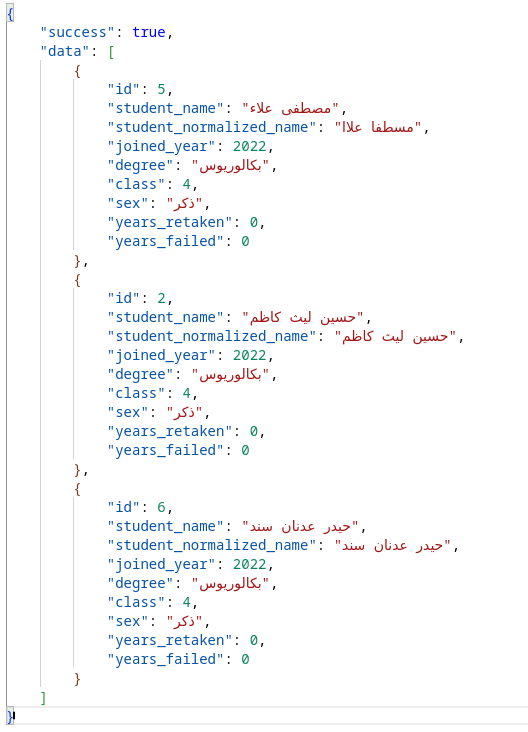 {
    "success": true,
    "data": [
        {
            "id": 5,
            "student_name": "مصطفى علاء",
            "student_normalized_name": "مسطفا علاا",
            "joined_year": 2022,
            "degree": "بكالوريوس",
            "class": 4,
            "sex": "ذكر",
            "years_retaken": 0,
            "years_failed": 0
        },
        {
            "id": 2,
            "student_name": "حسين ليث كاظم",
            "student_normalized_name": "حسين ليث كاظم",
            "joined_year": 2022,
            "degree": "بكالوريوس",
            "class": 4,
            "sex": "ذكر",
            "years_retaken": 0,
            "years_failed": 0
        },
        {
            "id": 6,
            "student_name": "حيدر عدنان سند",
            "student_normalized_name": "حيدر عدنان سند",
            "joined_year": 2022,
            "degree": "بكالوريوس",
            "class": 4,
            "sex": "ذكر",
            "years_retaken": 0,
            "years_failed": 0
        }
    ]
}